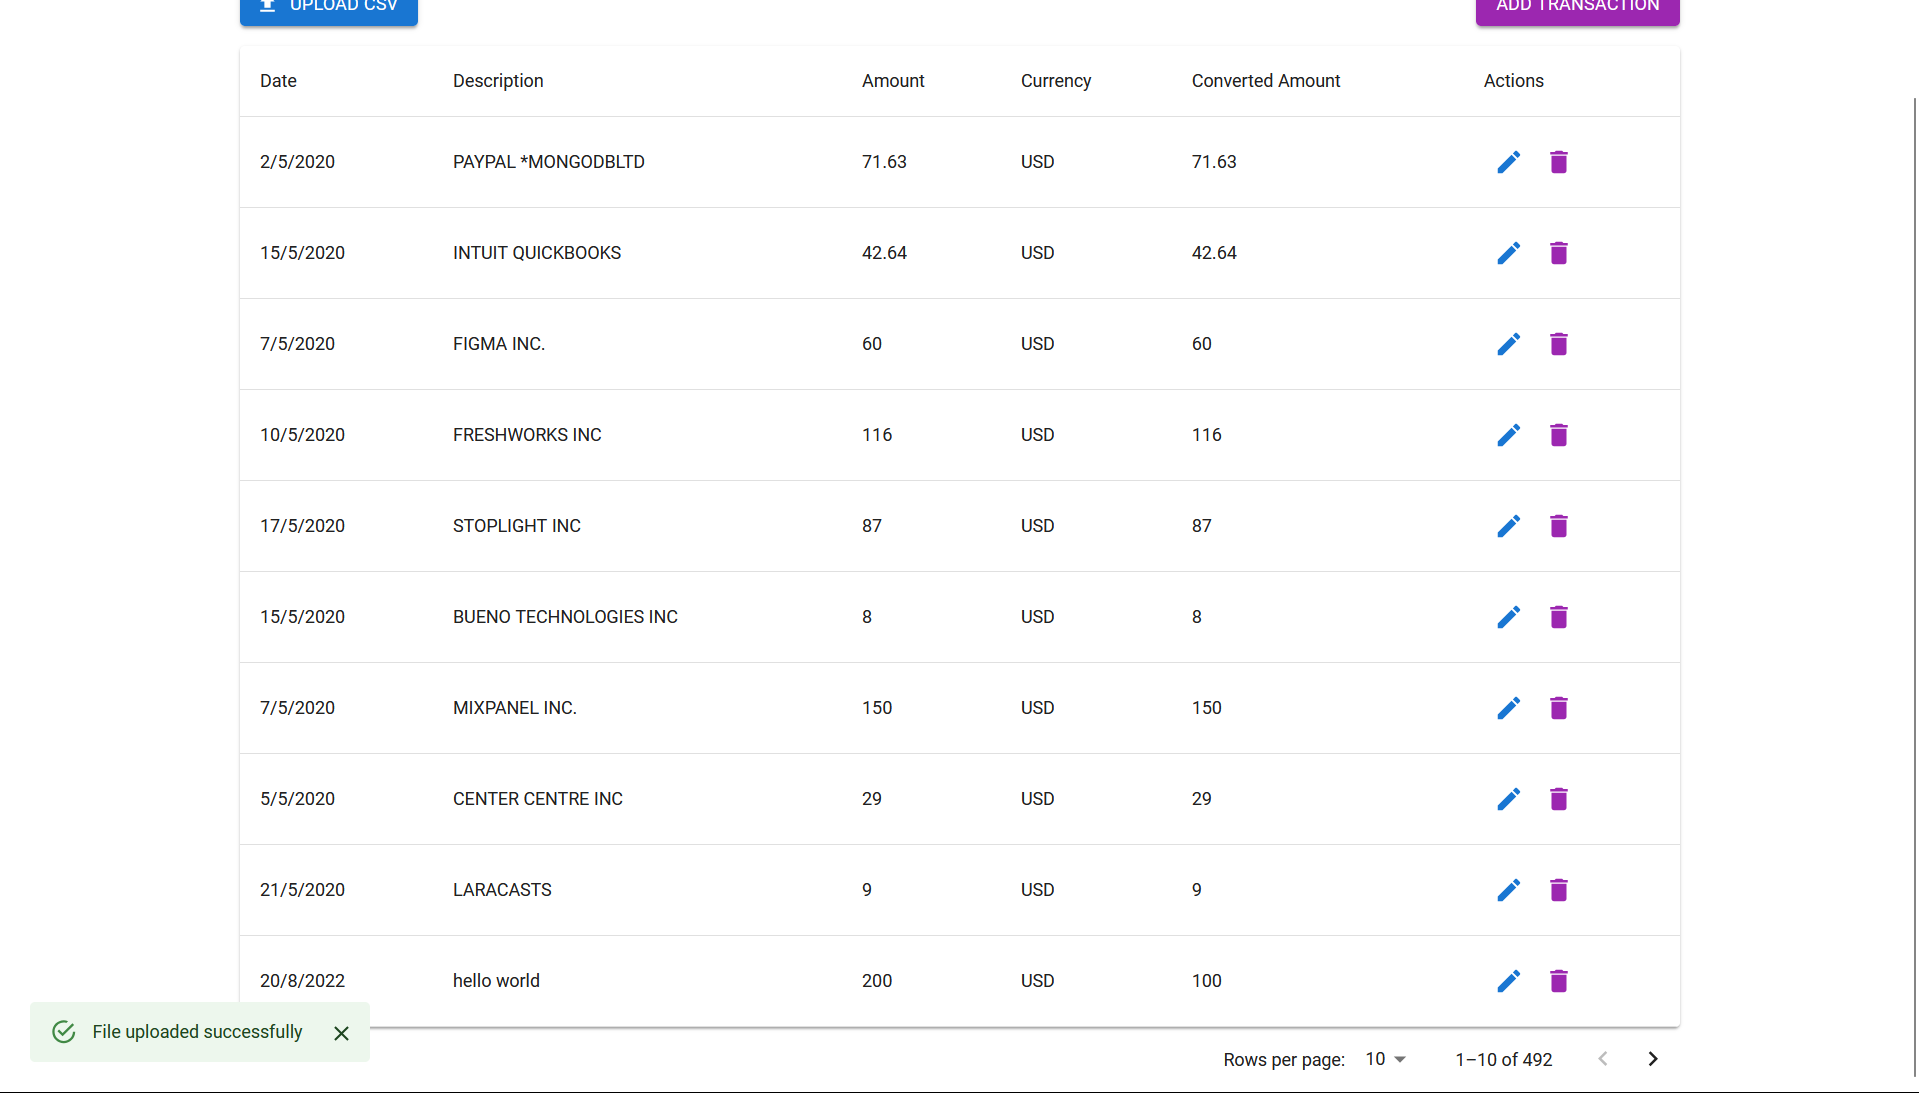 UPLOAD CSV ADD TRANSACTION
Date Description Amount Currency Converted Amount Actions
2/5/2020 PAYPAL *MONGODBLTD 71.63 USD 71.63
15/5/2020 INTUIT QUICKBOOKS 42.64 USD 42.64
7/5/2020 FIGMA INC. 60 USD 60
10/5/2020 FRESHWORKS INC 116 USD 116
17/5/2020 STOPLIGHT INC 87 USD 87
15/5/2020 BUENO TECHNOLOGIES INC 8 USD 8
7/5/2020 MIXPANEL INC. 150 USD 150
5/5/2020 CENTER CENTRE INC 29 USD 29
21/5/2020 LARACASTS 9 USD 9
20/8/2022 hello world 200 USD 100
File uploaded successfully
Rows per page: 10 1–10 of 492